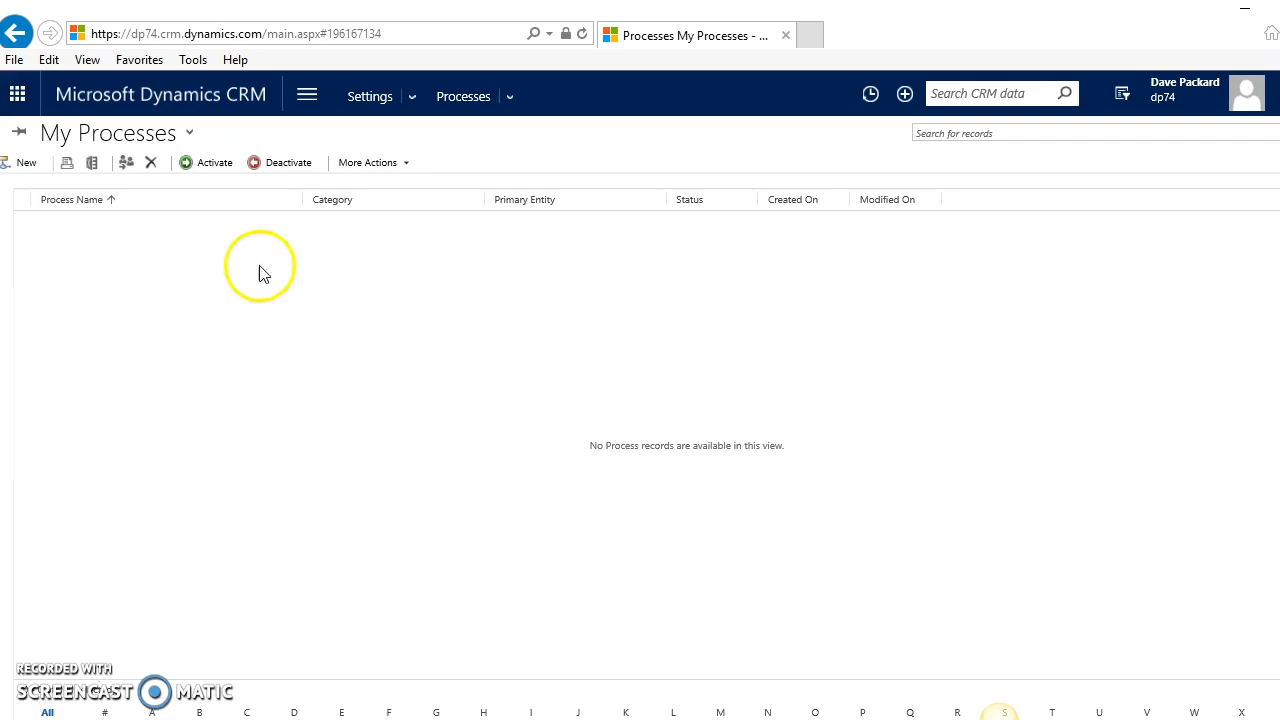 https://dp74.crm.dynamics.com/main.aspx#196167134
Processes My Processes - ...
File Edit View Favorites Tools Help
Microsoft Dynamics CRM Settings Processes Search CRM data Dave Packard
dp74
My Processes Search for records
New Activate Deactivate More Actions
Process Name Category Primary Entity Status Created On Modified On
No Process records are available in this view.
RECORDED WITH
SCREENCAST MATIC
All # A B C D E F G H I J K L M N O P Q R S T U V W X